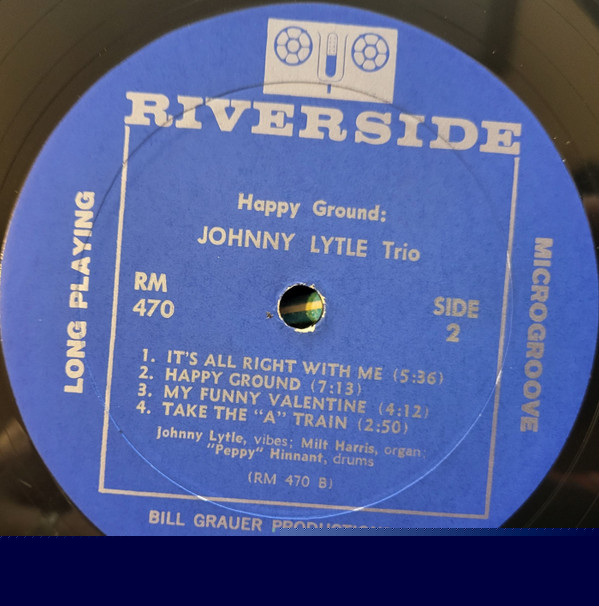 RIVERSIDE
Happy Ground:
JOHNNY LYTLE Trio
LONG PLAYING
MICROGROOVE
RM
470
SIDE
2
1. IT'S ALL RIGHT WITH ME (5:36)
2. HAPPY GROUND (7:13)
3. MY FUNNY VALENTINE (4:12)
4. TAKE THE "A" TRAIN (2:50)
Johnny Lytle, vibes; Milt Harris, organ;
"Peppy" Hinnant, drums
(RM 470 B)
BILL GRAUER